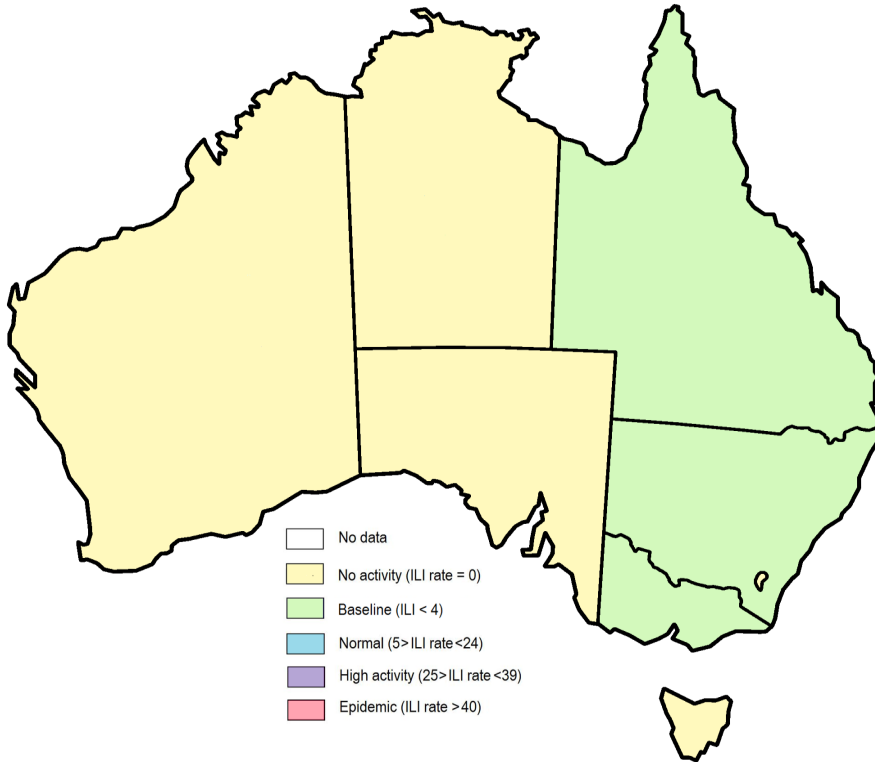 No data
No activity (ILI rate = 0)
Baseline (ILI < 4)
Normal (5> ILI rate <24)
High activity (25> ILI rate <39)
Epidemic (ILI rate >40)